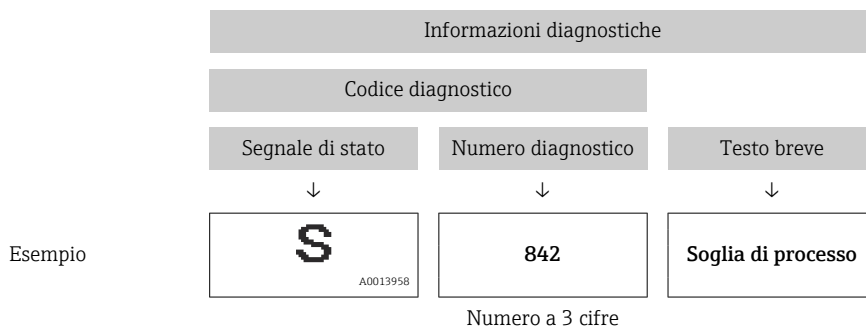 Informazioni diagnostiche
Codice diagnostico
Segnale di stato Numero diagnostico Testo breve
↓ ↓ ↓
Esempio S 842 Soglia di processo
A0013958
Numero a 3 cifre